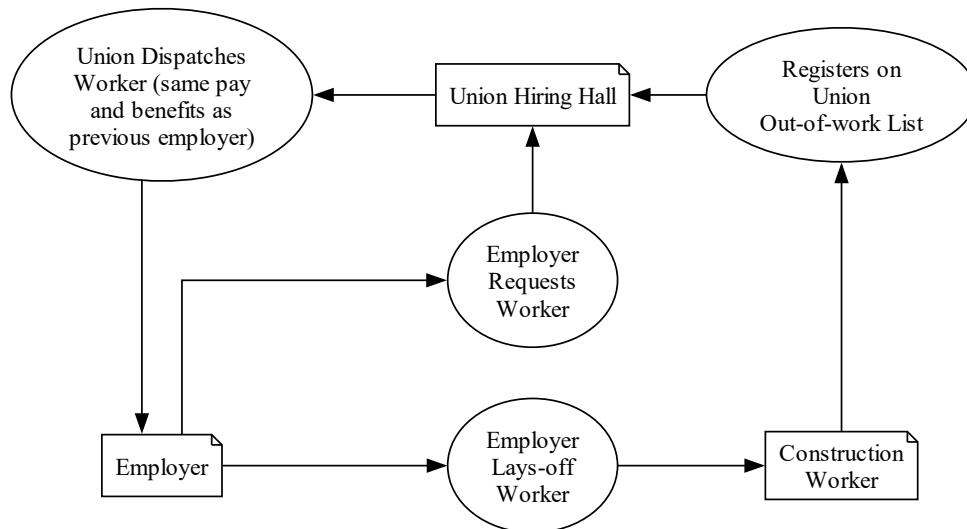 Union Dispatches
Worker (same pay
and benefits as
previous employer)
Union Hiring Hall
Registers on
Union
Out-of-work List
Employer
Requests
Worker
Employer
Employer
Lays-off
Worker
Construction
Worker